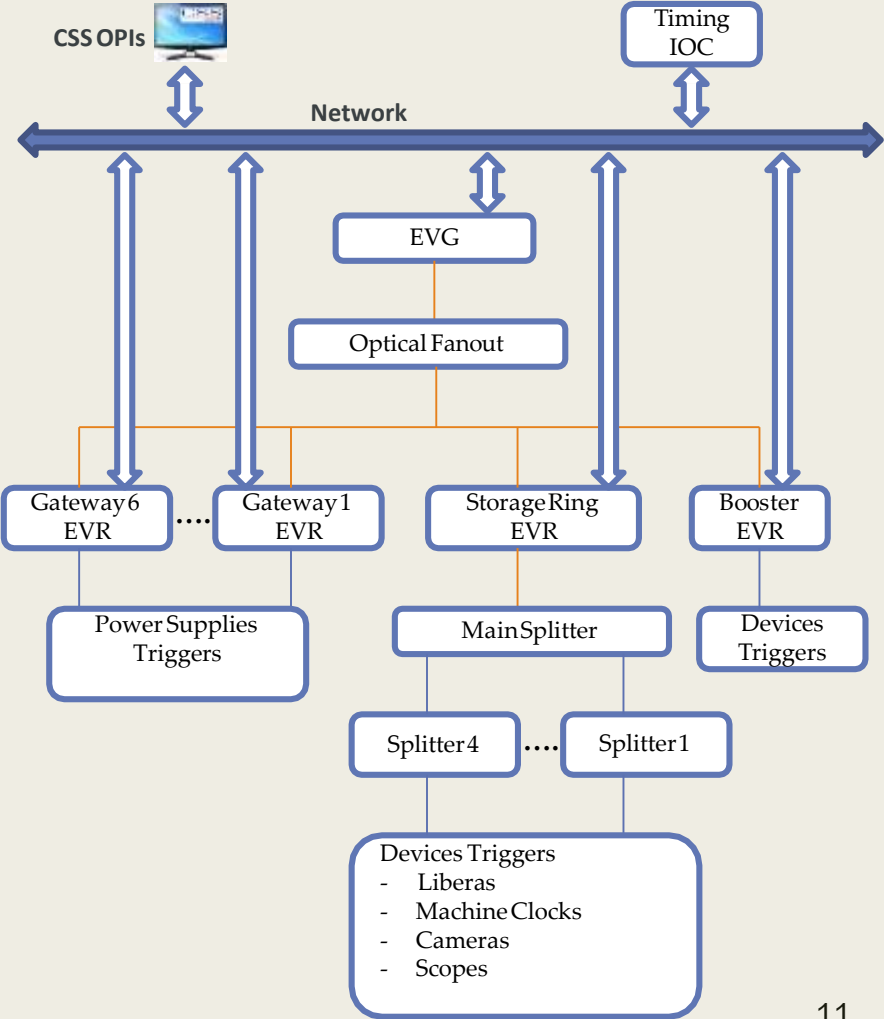 CSS OPIs
Timing
IOC
Network
EVG
Optical Fanout
Gateway 6
EVR
....
Gateway 1
EVR
Storage Ring
EVR
Booster
EVR
Power Supplies
Triggers
Main Splitter
Devices
Triggers
Splitter 4
....
Splitter 1
Devices Triggers
- Liberas
- Machine Clocks
- Cameras
- Scopes
11